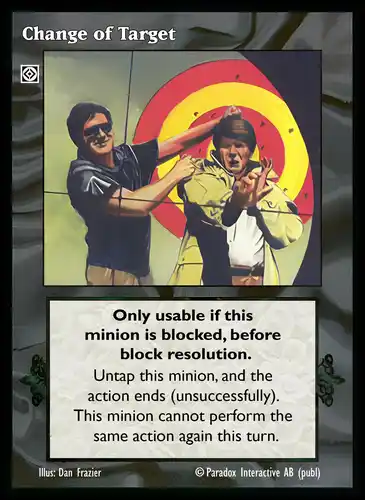 Change of Target
Only usable if this
minion is blocked, before
block resolution.
Untap this minion, and the
action ends (unsuccessfully).
This minion cannot perform the
same action again this turn.
Illus: Dan Frazier
© Paradox Interactive AB (publ)